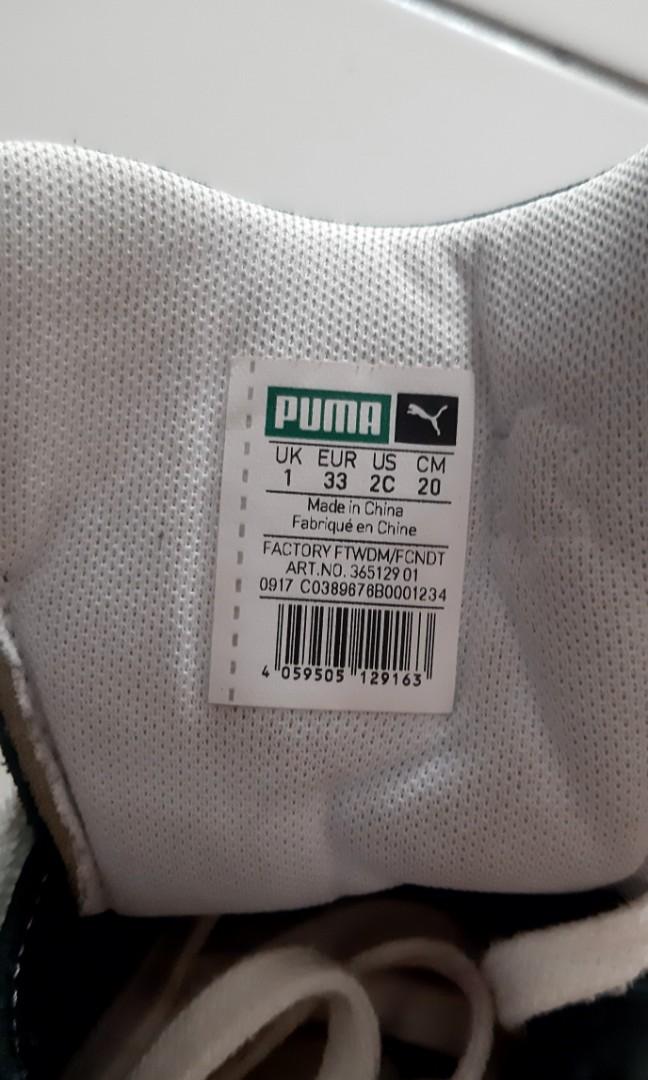 PUMA
UK EUR US CM
1 33 2C 20
Made in China
Fabriqué en Chine
FACTORY FTWDM/FCNDT
ART.NO. 365129 01
0917 C0389676B0001234
4 059505 129163